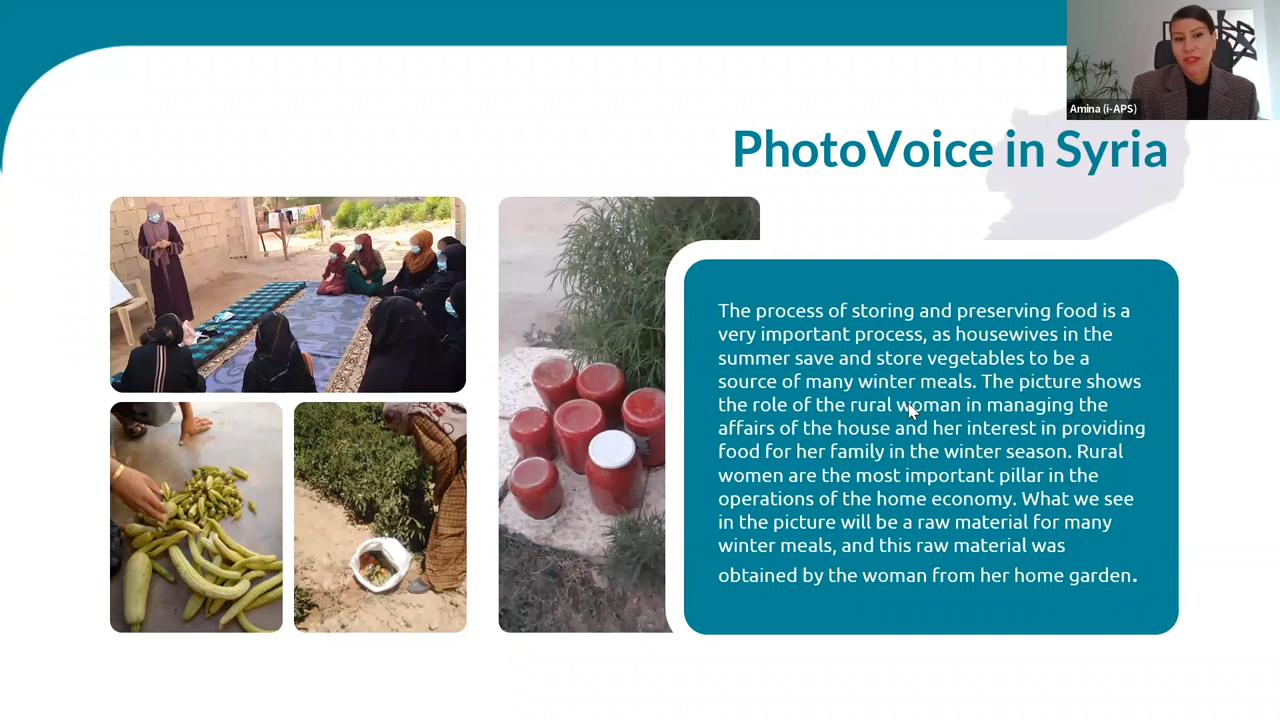 Amina (i-APS)
PhotoVoice in Syria
The process of storing and preserving food is a
very important process, as housewives in the
summer save and store vegetables to be a
source of many winter meals. The picture shows
the role of the rural woman in managing the
affairs of the house and her interest in providing
food for her family in the winter season. Rural
women are the most important pillar in the
operations of the home economy. What we see
in the picture will be a raw material for many
winter meals, and this raw material was
obtained by the woman from her home garden.